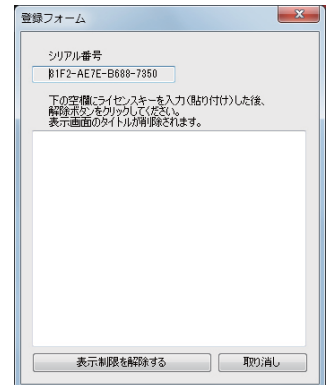 登録フォーム
シリアル番号
81F2-AE7E-B688-7350
下の空欄にライセンスキーを入力(貼り付け)した後、
解除ボタンをクリックしてください。
表示画面のタイトルが削除されます。
表示制限を解除する
取り消し